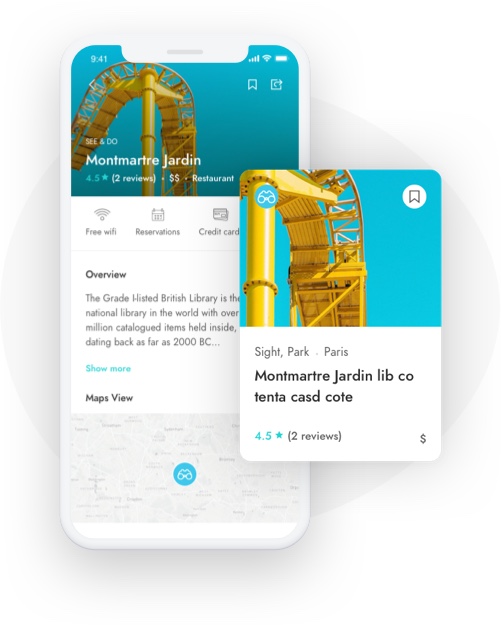 9:41
SEE & DO
Montmartre Jardin
4.5 ★ (2 reviews) • $$ • Restaurant
Free wifi
Reservations
Credit card
Overview
The Grade I-listed British Library is the
national library in the world with over
million catalogued items held inside,
dating back as far as 2000 BC...
Show more
Maps View
Sight, Park · Paris
Montmartre Jardin lib co
tenta casd cote
4.5 ★ (2 reviews)
$